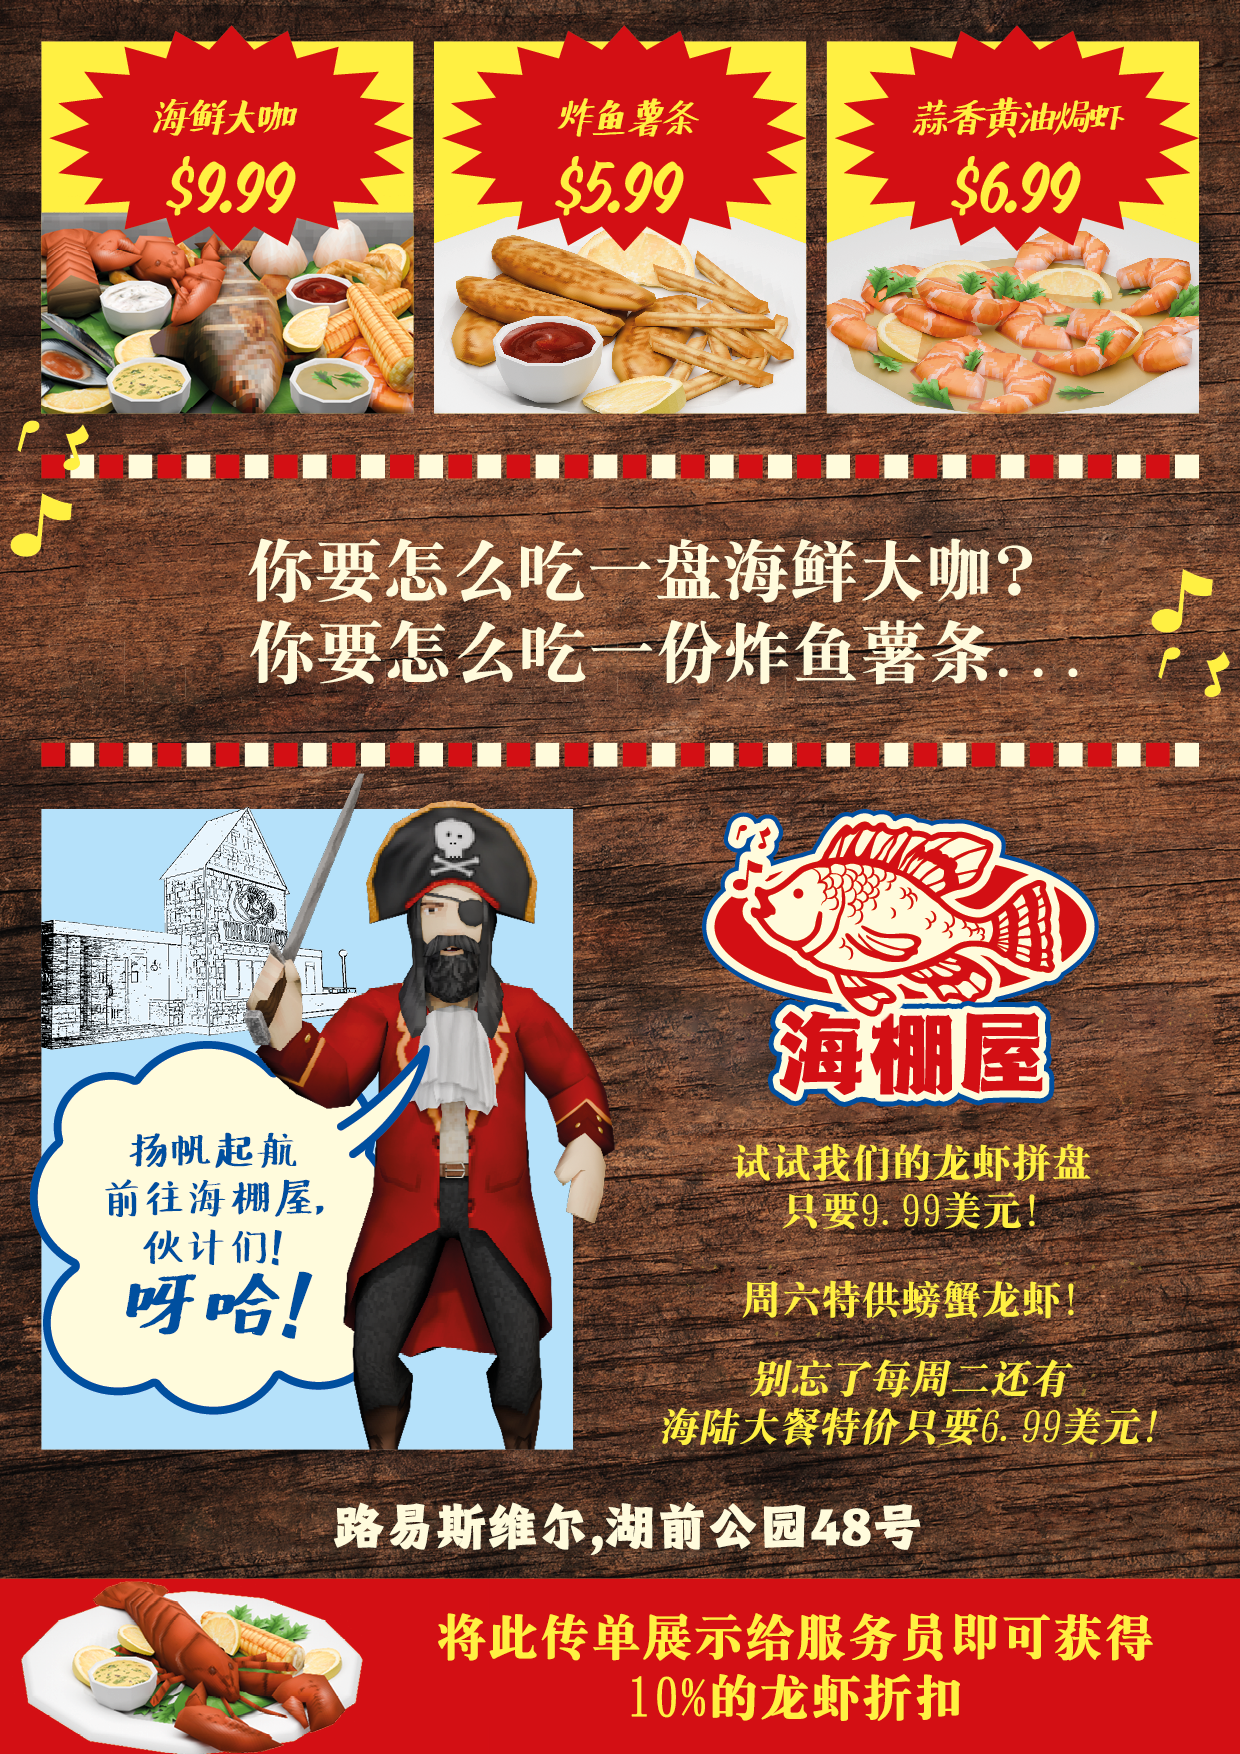 海鲜大咖
$9.99
炸鱼薯条
$5.99
蒜香黄油焗虾
$6.99
你要怎么吃一盘海鲜大咖?
你要怎么吃一份炸鱼薯条...
扬帆起航
前往海棚屋,
伙计们!
呀哈!
海棚屋
试试我们的龙虾拼盘
只要9.99美元!
周六特供螃蟹龙虾!
别忘了每周二还有
海陆大餐特价只要6.99美元!
路易斯维尔,湖前公园48号
将此传单展示给服务员即可获得
10%的龙虾折扣